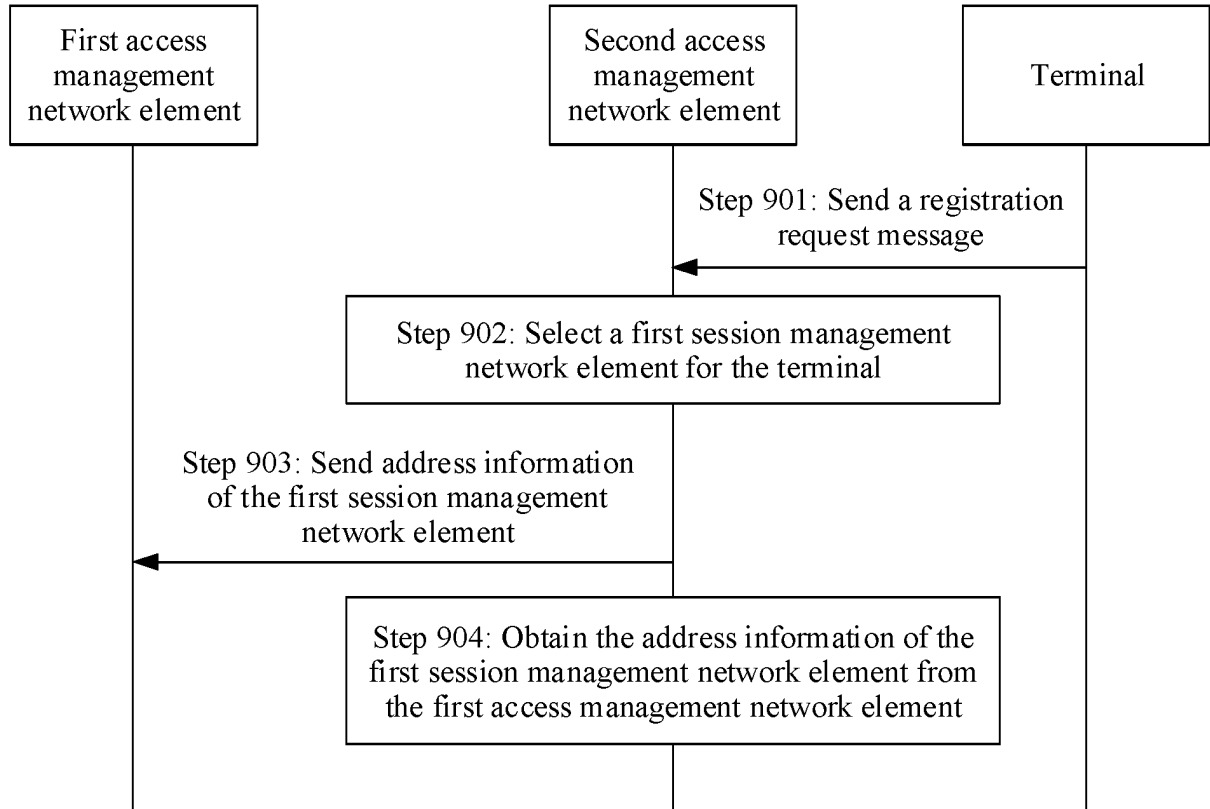 First access
management
network element
Second access
management
network element
Terminal
Step 901: Send a registration
request message
Step 902: Select a first session management
network element for the terminal
Step 903: Send address information
of the first session management
network element
Step 904: Obtain the address information of the
first session management network element from
the first access management network element